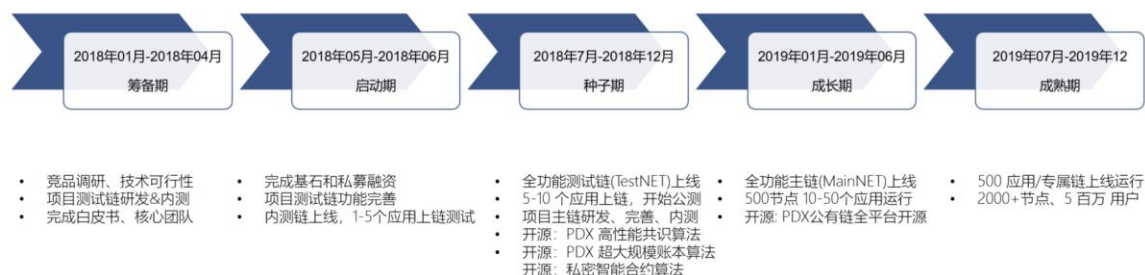 2018年01月-2018年04月
筹备期
2018年05月-2018年06月
启动期
2018年7月-2018年12月
种子期
2019年01月-2019年06月
成长期
2019年07月-2019年12
成熟期
• 竞品调研、技术可行性
• 项目测试链研发&内测
• 完成白皮书、核心团队
• 完成基石和私募融资
• 项目测试链功能完善
• 内测链上线，1-5个应用上链测试
• 全功能测试链(TestNET)上线
• 5-10 个应用上链，开始公测
• 项目主链研发、完善、内测
• 开源：PDX 高性能共识算法
• 开源：PDX 超大规模账本算法
开源：私密智能合约算法
• 全功能主链(MainNET)上线
500节点 10-50个应用运行
• 开源: PDX公有链全平台开源
• 500 应用/专属链上线运行
• 2000+节点、5 百万 用户